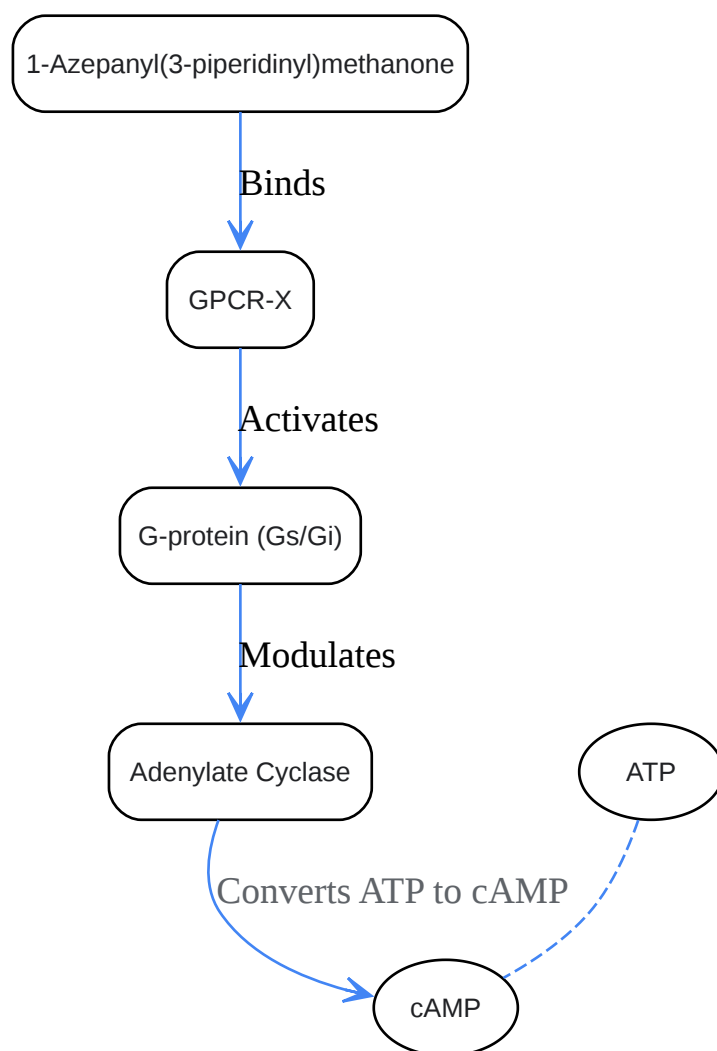 1-Azepanyl(3-piperidinyl)methanone
Binds
GPCR-X
Activates
G-protein (Gs/Gi)
Modulates
Adenylate Cyclase
ATP
Converts ATP to cAMP
cAMP